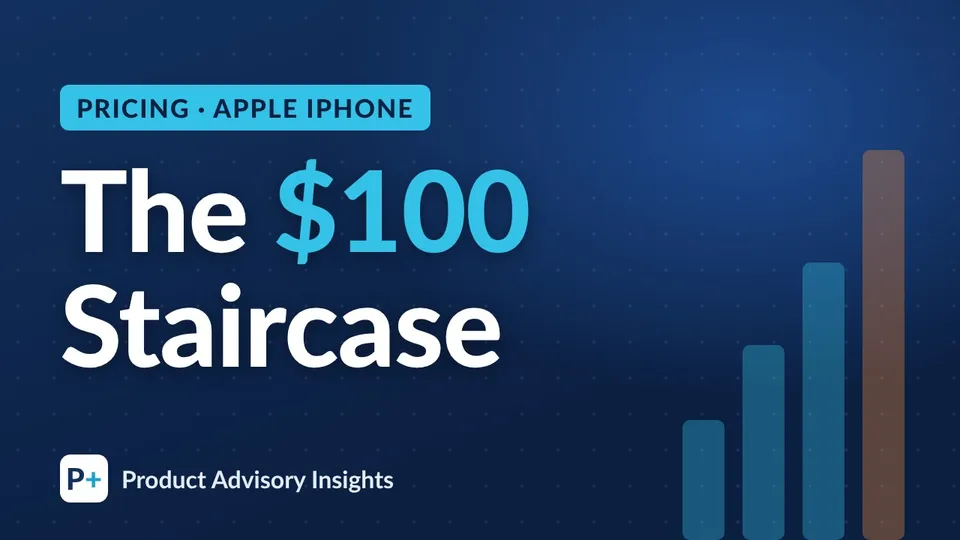 PRICING · APPLE IPHONE
The $100
Staircase
P+ Product Advisory Insights